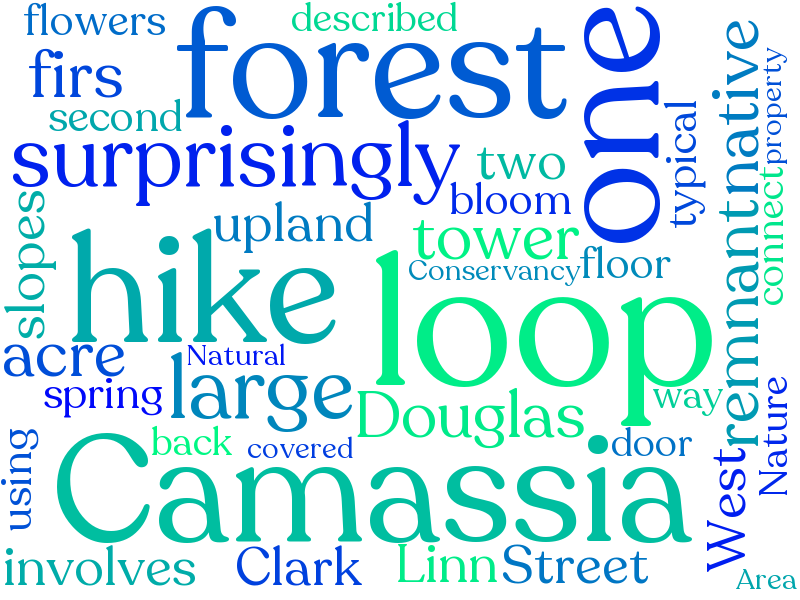 flowers
described
forest
one
firs
second
surprisingly
two
typical
native
property
bloom
slopes
upland
tower
connect
Conservancy
floor
hike
loop
remnant
acre
Natural
large
spring
way
Nature
Douglas
back
covered
door
using
West
Camassia
involves
Clark
Linn
Street
Area